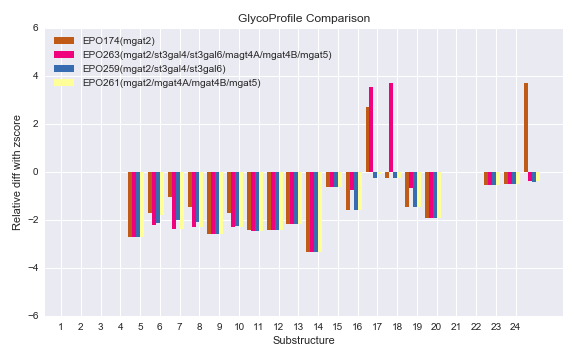 GlycoProfile Comparison
EPO174(mgat2)
EPO263(mgat2/st3gal4/st3gal6/magt4A/mgat4B/mgat5)
EPO259(mgat2/st3gal4/st3gal6)
EPO261(mgat2/mgat4A/mgat4B/mgat5)
Relative diff with zscore
6
4
2
0
−2
−4
−6
1 2 3 4 5 6 7 8 9 10 11 12 13 14 15 16 17 18 19 20 21 22 23 24
Substructure